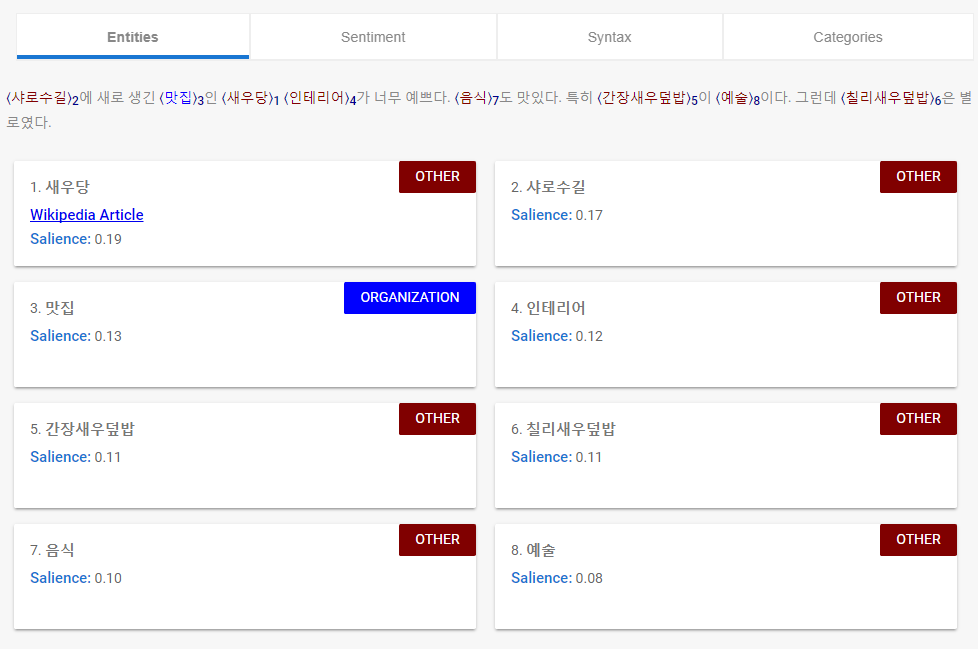 Entities
Sentiment
Syntax
Categories
⟨샤로수길⟩2에 새로 생긴 ⟨맛집⟩3인 ⟨새우당⟩1 ⟨인테리어⟩4가 너무 예쁘다. ⟨음식⟩7도 맛있다. 특히 ⟨간장새우덮밥⟩5이 ⟨예술⟩8이다. 그런데 ⟨칠리새우덮밥⟩6은 별
로였다.
1. 새우당
OTHER
Wikipedia Article
Salience: 0.19
2. 샤로수길
OTHER
Salience: 0.17
3. 맛집
ORGANIZATION
Salience: 0.13
4. 인테리어
OTHER
Salience: 0.12
5. 간장새우덮밥
OTHER
Salience: 0.11
6. 칠리새우덮밥
OTHER
Salience: 0.11
7. 음식
OTHER
Salience: 0.10
8. 예술
OTHER
Salience: 0.08